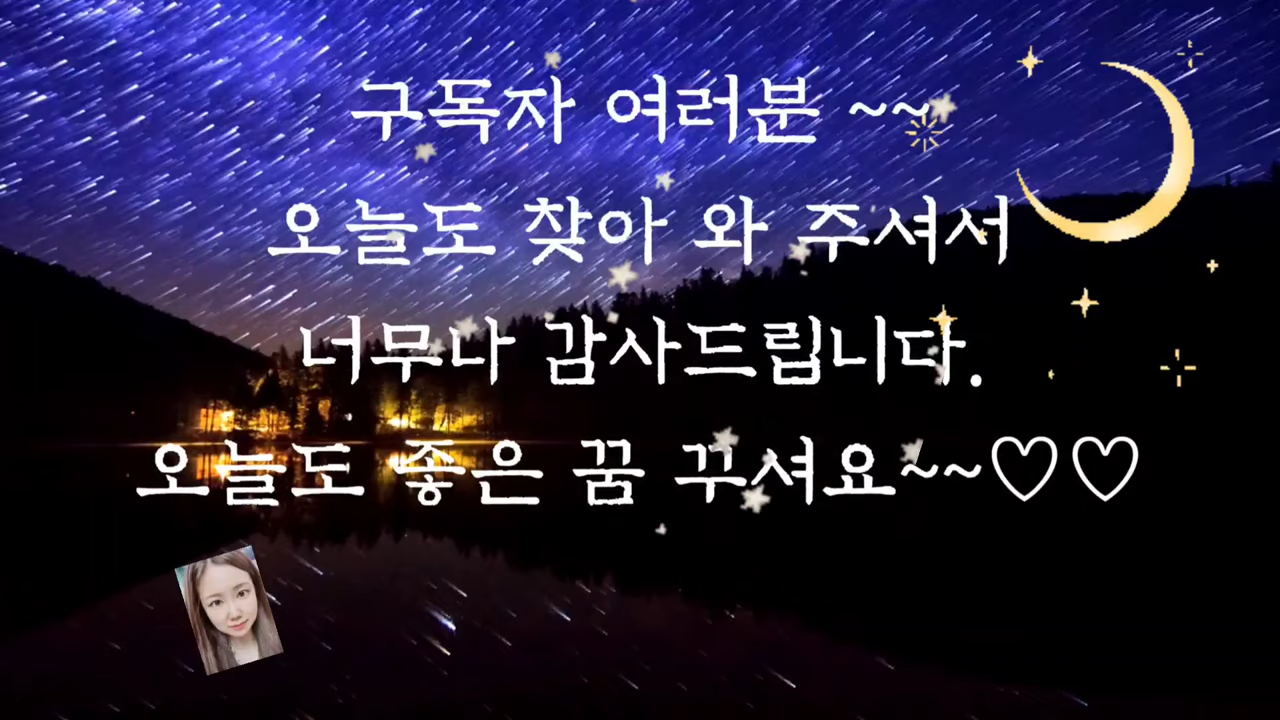 구독자 여러분 ~~
오늘도 찾아 와 주셔서
너무나 감사드립니다.
오늘도 좋은 꿈 꾸셔요~~♡♡